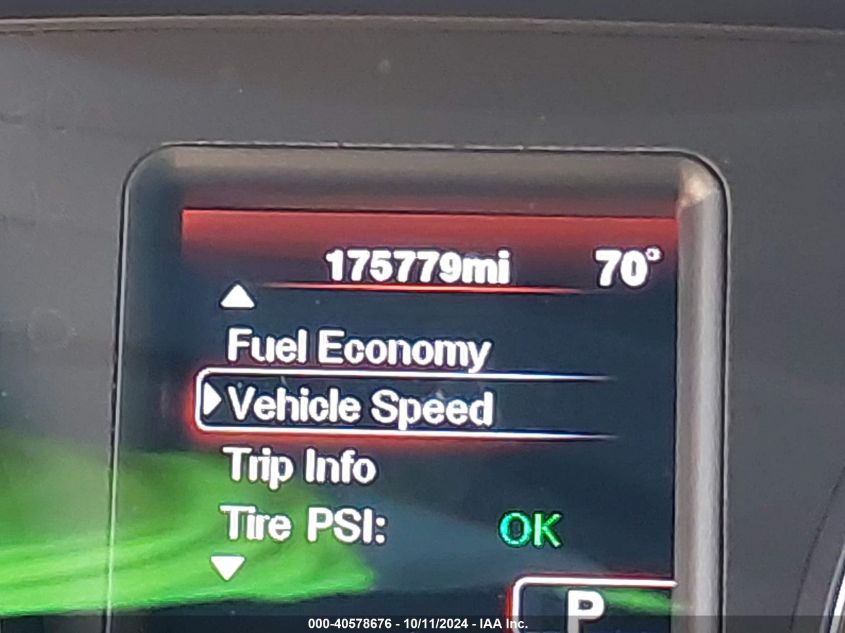 175779mi 70°
Fuel Economy
Vehicle Speed
Trip Info
Tire PSI: OK
P
000-40578676 - 10/11/2024 - IAA Inc.